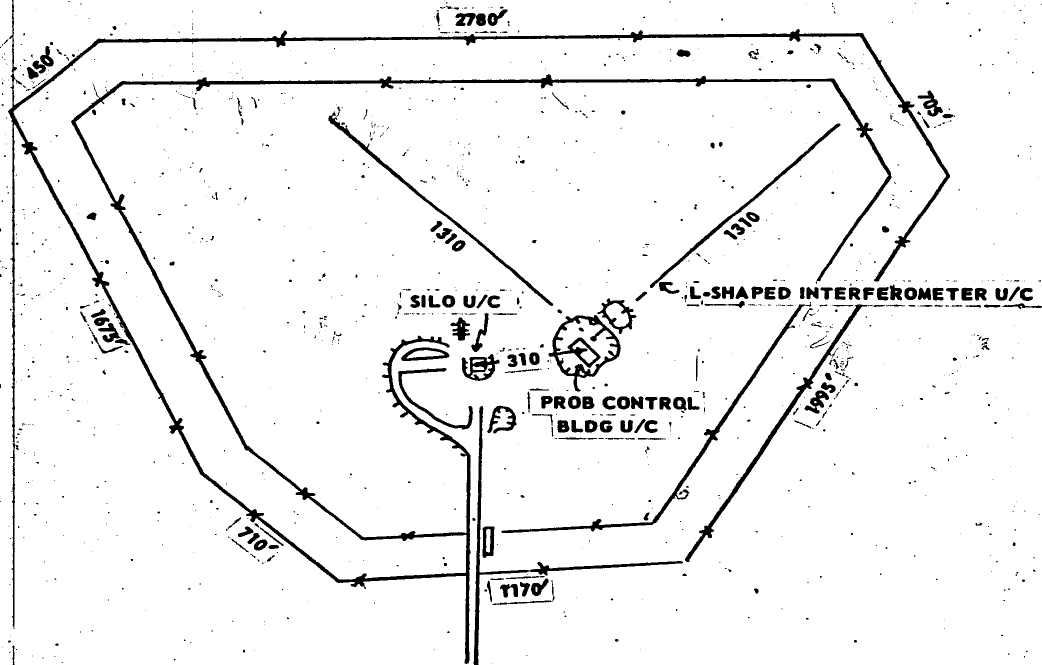 2780'
450'
705'
1310
1310
L-SHAPED INTERFEROMETER U/C
SILO U/C
1675'
310
PROB CONTROL
BLDG U/C
1995'
710'
1170'